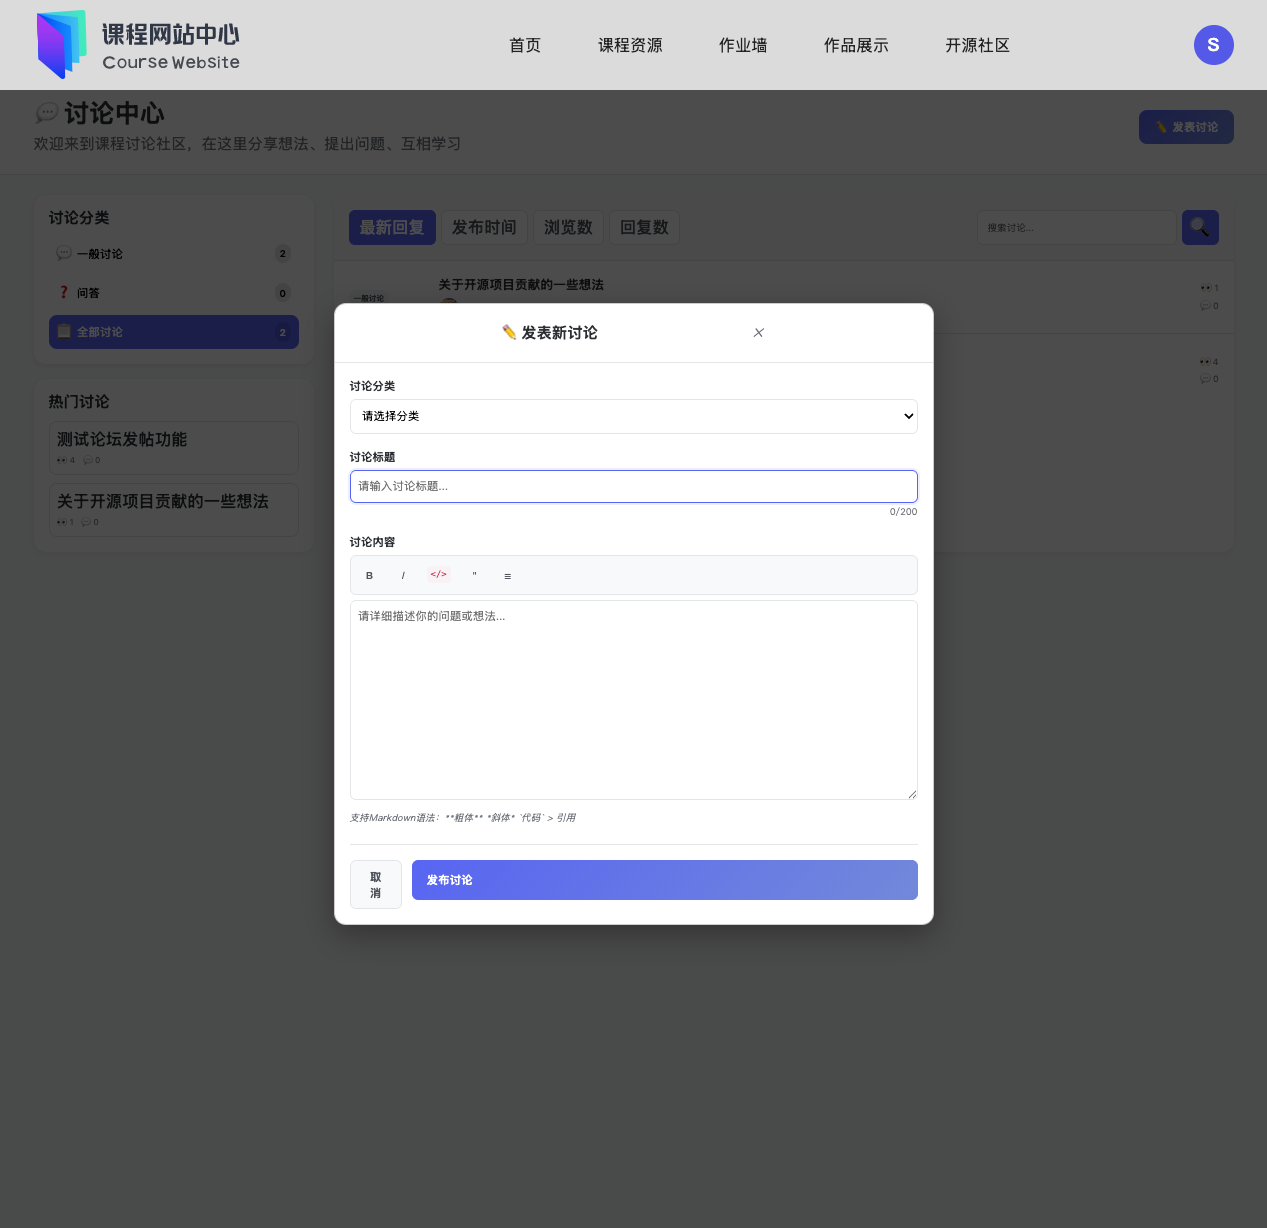 课程网站中心
Course Website
首页 课程资源 作业墙 作品展示 开源社区
S
💬 讨论中心
欢迎来到课程讨论社区，在这里分享想法、提出问题、互相学习
✏️ 发表讨论
讨论分类
💬 一般讨论 2
❓ 问答 0
📋 全部讨论 2
热门讨论
测试论坛发帖功能
👀 4 💬 0
关于开源项目贡献的一些想法
👀 1 💬 0
最新回复 发布时间 浏览数 回复数
搜索讨论...
🔍
一般讨论
关于开源项目贡献的一些想法
👀 1
💬 0
👀 4
💬 0
✏️ 发表新讨论 ×
讨论分类
请选择分类
讨论标题
请输入讨论标题...
0/200
讨论内容
B I </> " ≡
请详细描述你的问题或想法...
支持Markdown语法：**粗体** *斜体* `代码` > 引用
取
消
发布讨论